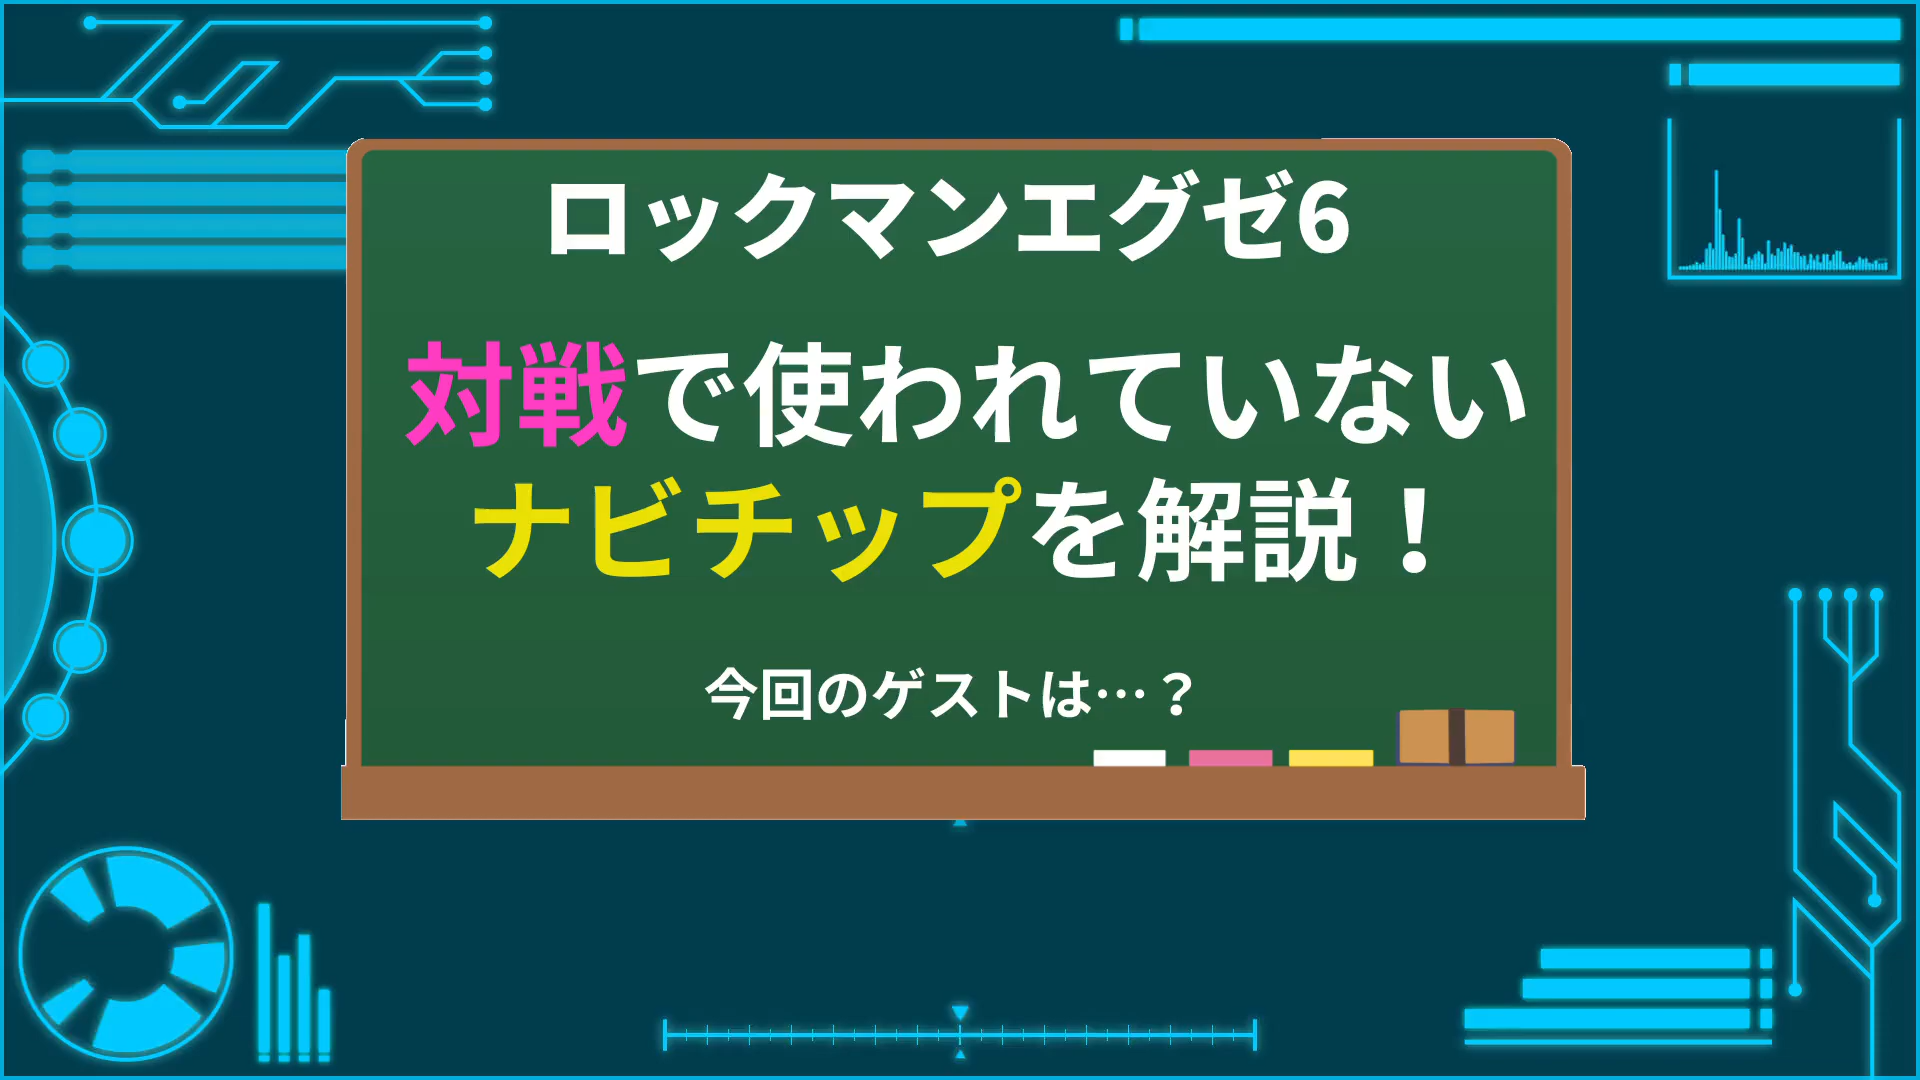 ロックマンエグゼ6
対戦で使われていない
ナビチップを解説！
今回のゲストは…？